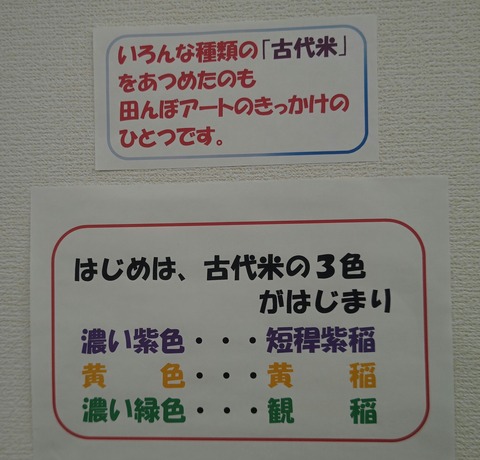 いろんな種類の「古代米」
をあつめたのも
田んぼアートのきっかけの
ひとつです。
はじめは、古代米の３色
がはじまり
濃い紫色・・・短稈紫稲
黄　色・・・黄　稲
濃い緑色・・・観　稲